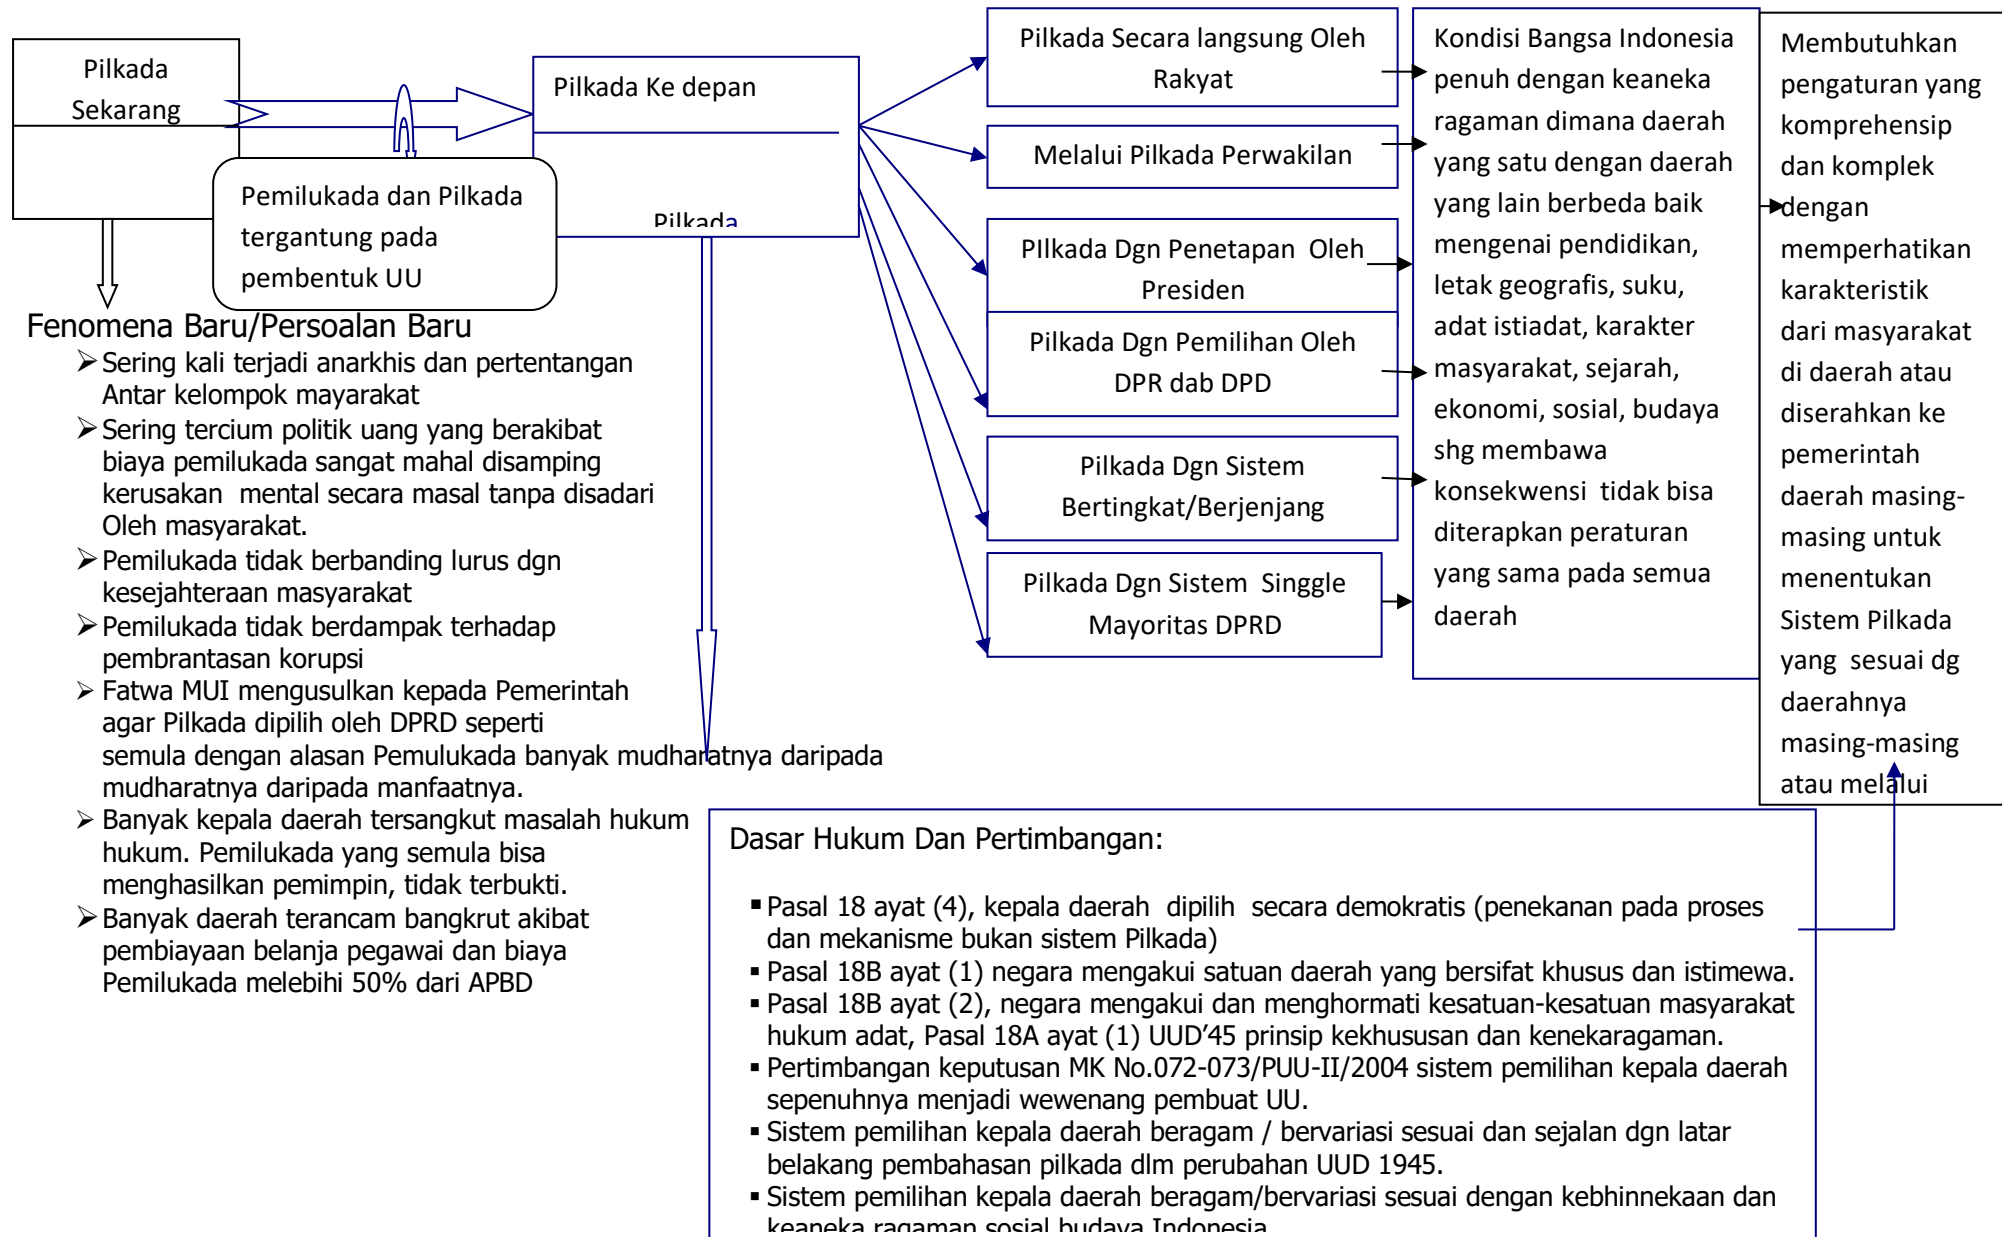 Pilkada
Sekarang
Pilkada Ke depan
Pilkada
Pemilukada dan Pilkada
tergantung pada
pembentuk UU
Fenomena Baru/Persoalan Baru
➢ Sering kali terjadi anarkhis dan pertentangan
Antar kelompok mayarakat
➢ Sering tercium politik uang yang berakibat
biaya pemilukada sangat mahal disamping
kerusakan mental secara masal tanpa disadari
Oleh masyarakat.
➢ Pemilukada tidak berbanding lurus dgn
kesejahteraan masyarakat
➢ Pemilukada tidak berdampak terhadap
pembrantasan korupsi
➢ Fatwa MUI mengusulkan kepada Pemerintah
agar Pilkada dipilih oleh DPRD seperti
semula dengan alasan Pemulukada banyak mudharatnya daripada
mudharatnya daripada manfaatnya.
➢ Banyak kepala daerah tersangkut masalah hukum
hukum. Pemilukada yang semula bisa
menghasilkan pemimpin, tidak terbukti.
➢ Banyak daerah terancam bangkrut akibat
pembiayaan belanja pegawai dan biaya
Pemilukada melebihi 50% dari APBD
Pilkada Secara langsung Oleh
Rakyat
Melalui Pilkada Perwakilan
PIlkada Dgn Penetapan Oleh
Presiden
Pilkada Dgn Pemilihan Oleh
DPR dab DPD
Pilkada Dgn Sistem
Bertingkat/Berjenjang
Pilkada Dgn Sistem Singgle
Mayoritas DPRD
Kondisi Bangsa Indonesia
penuh dengan keaneka
ragaman dimana daerah
yang satu dengan daerah
yang lain berbeda baik
mengenai pendidikan,
letak geografis, suku,
adat istiadat, karakter
masyarakat, sejarah,
ekonomi, sosial, budaya
shg membawa
konsekwensi tidak bisa
diterapkan peraturan
yang sama pada semua
daerah
Membutuhkan
pengaturan yang
komprehensip
dan komplek
dengan
memperhatikan
karakteristik
dari masyarakat
di daerah atau
diserahkan ke
pemerintah
daerah masing-
masing untuk
menentukan
Sistem Pilkada
yang sesuai dg
daerahnya
masing-masing
atau melalui
Dasar Hukum Dan Pertimbangan:
▪ Pasal 18 ayat (4), kepala daerah dipilih secara demokratis (penekanan pada proses
dan mekanisme bukan sistem Pilkada)
▪ Pasal 18B ayat (1) negara mengakui satuan daerah yang bersifat khusus dan istimewa.
▪ Pasal 18B ayat (2), negara mengakui dan menghormati kesatuan-kesatuan masyarakat
hukum adat, Pasal 18A ayat (1) UUD’45 prinsip kekhususan dan kenekaragaman.
▪ Pertimbangan keputusan MK No.072-073/PUU-II/2004 sistem pemilihan kepala daerah
sepenuhnya menjadi wewenang pembuat UU.
▪ Sistem pemilihan kepala daerah beragam / bervariasi sesuai dan sejalan dgn latar
belakang pembahasan pilkada dlm perubahan UUD 1945.
▪ Sistem pemilihan kepala daerah beragam/bervariasi sesuai dengan kebhinnekaan dan
keaneka ragaman sosial budaya Indonesia